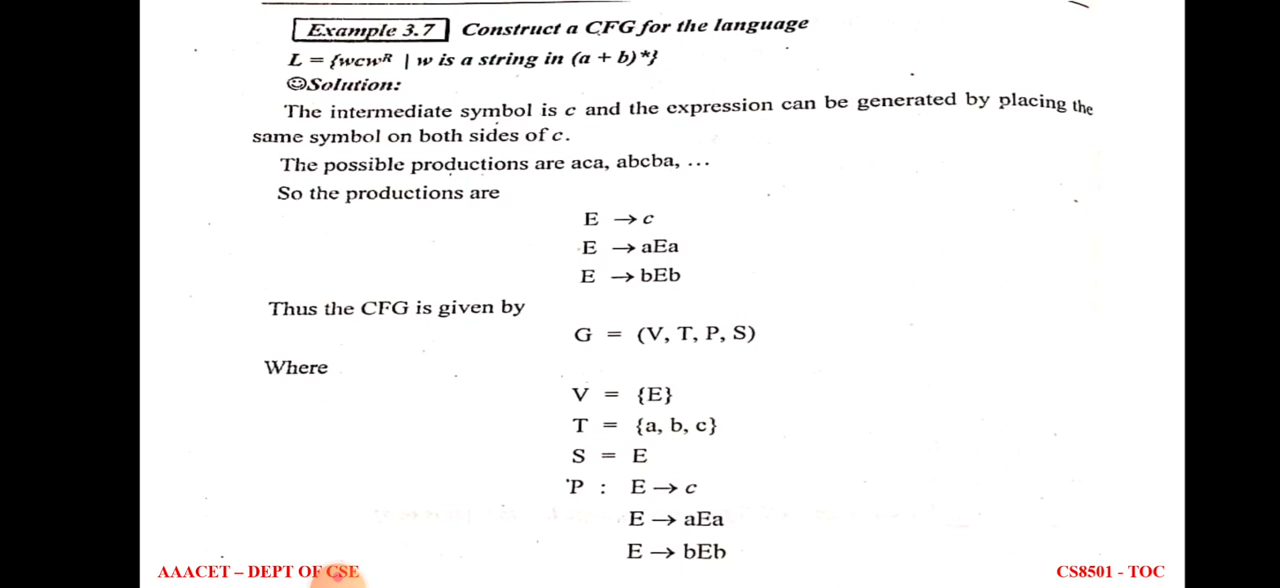 Example 3.7 Construct a CFG for the language
L = {wcwᴿ | w is a string in (a + b)*}
☺Solution:
The intermediate symbol is c and the expression can be generated by placing the
same symbol on both sides of c.
The possible productions are aca, abcba, ...
So the productions are
E → c
E → aEa
E → bEb
Thus the CFG is given by
G = (V, T, P, S)
Where
V = {E}
T = {a, b, c}
S = E
P : E → c
E → aEa
E → bEb
AAACET – DEPT OF CSE CS8501 - TOC